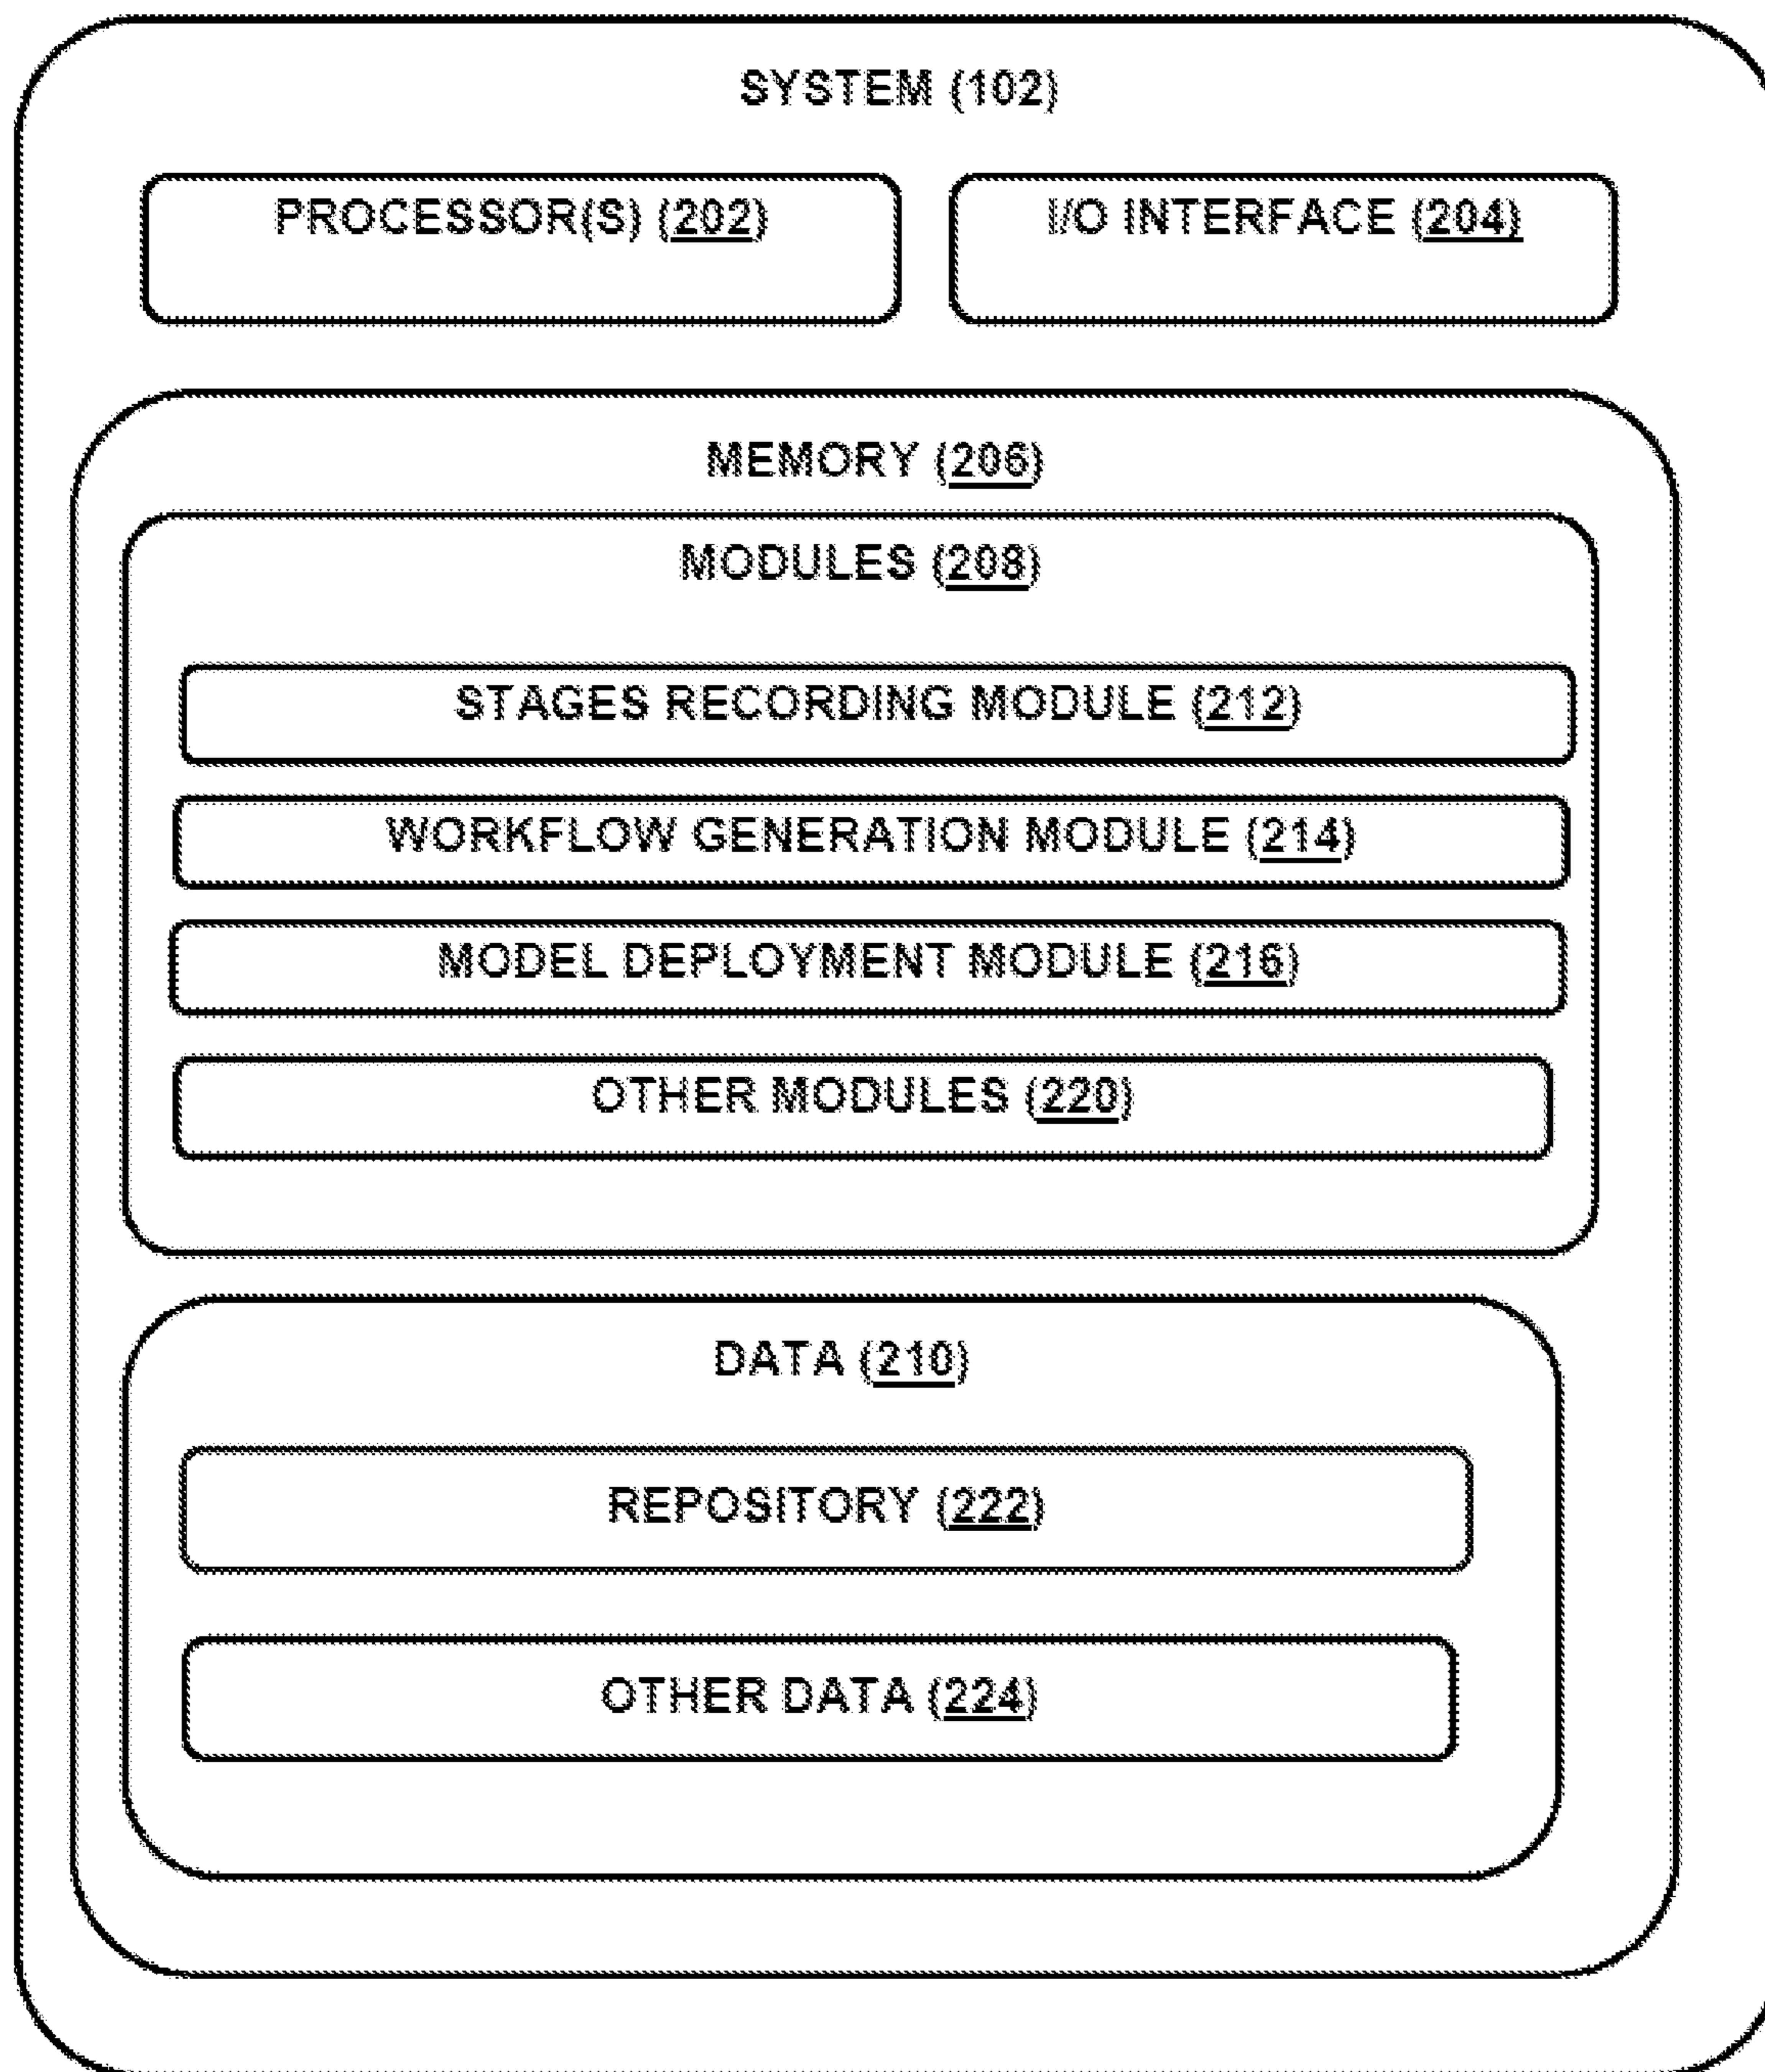 SYSTEM (102)
PROCESSOR(S) (202)
I/O INTERFACE (204)
MEMORY (206)
MODULES (208)
STAGES RECORDING MODULE (212)
WORKFLOW GENERATION MODULE (214)
MODEL DEPLOYMENT MODULE (216)
OTHER MODULES (220)
DATA (210)
REPOSITORY (222)
OTHER DATA (224)